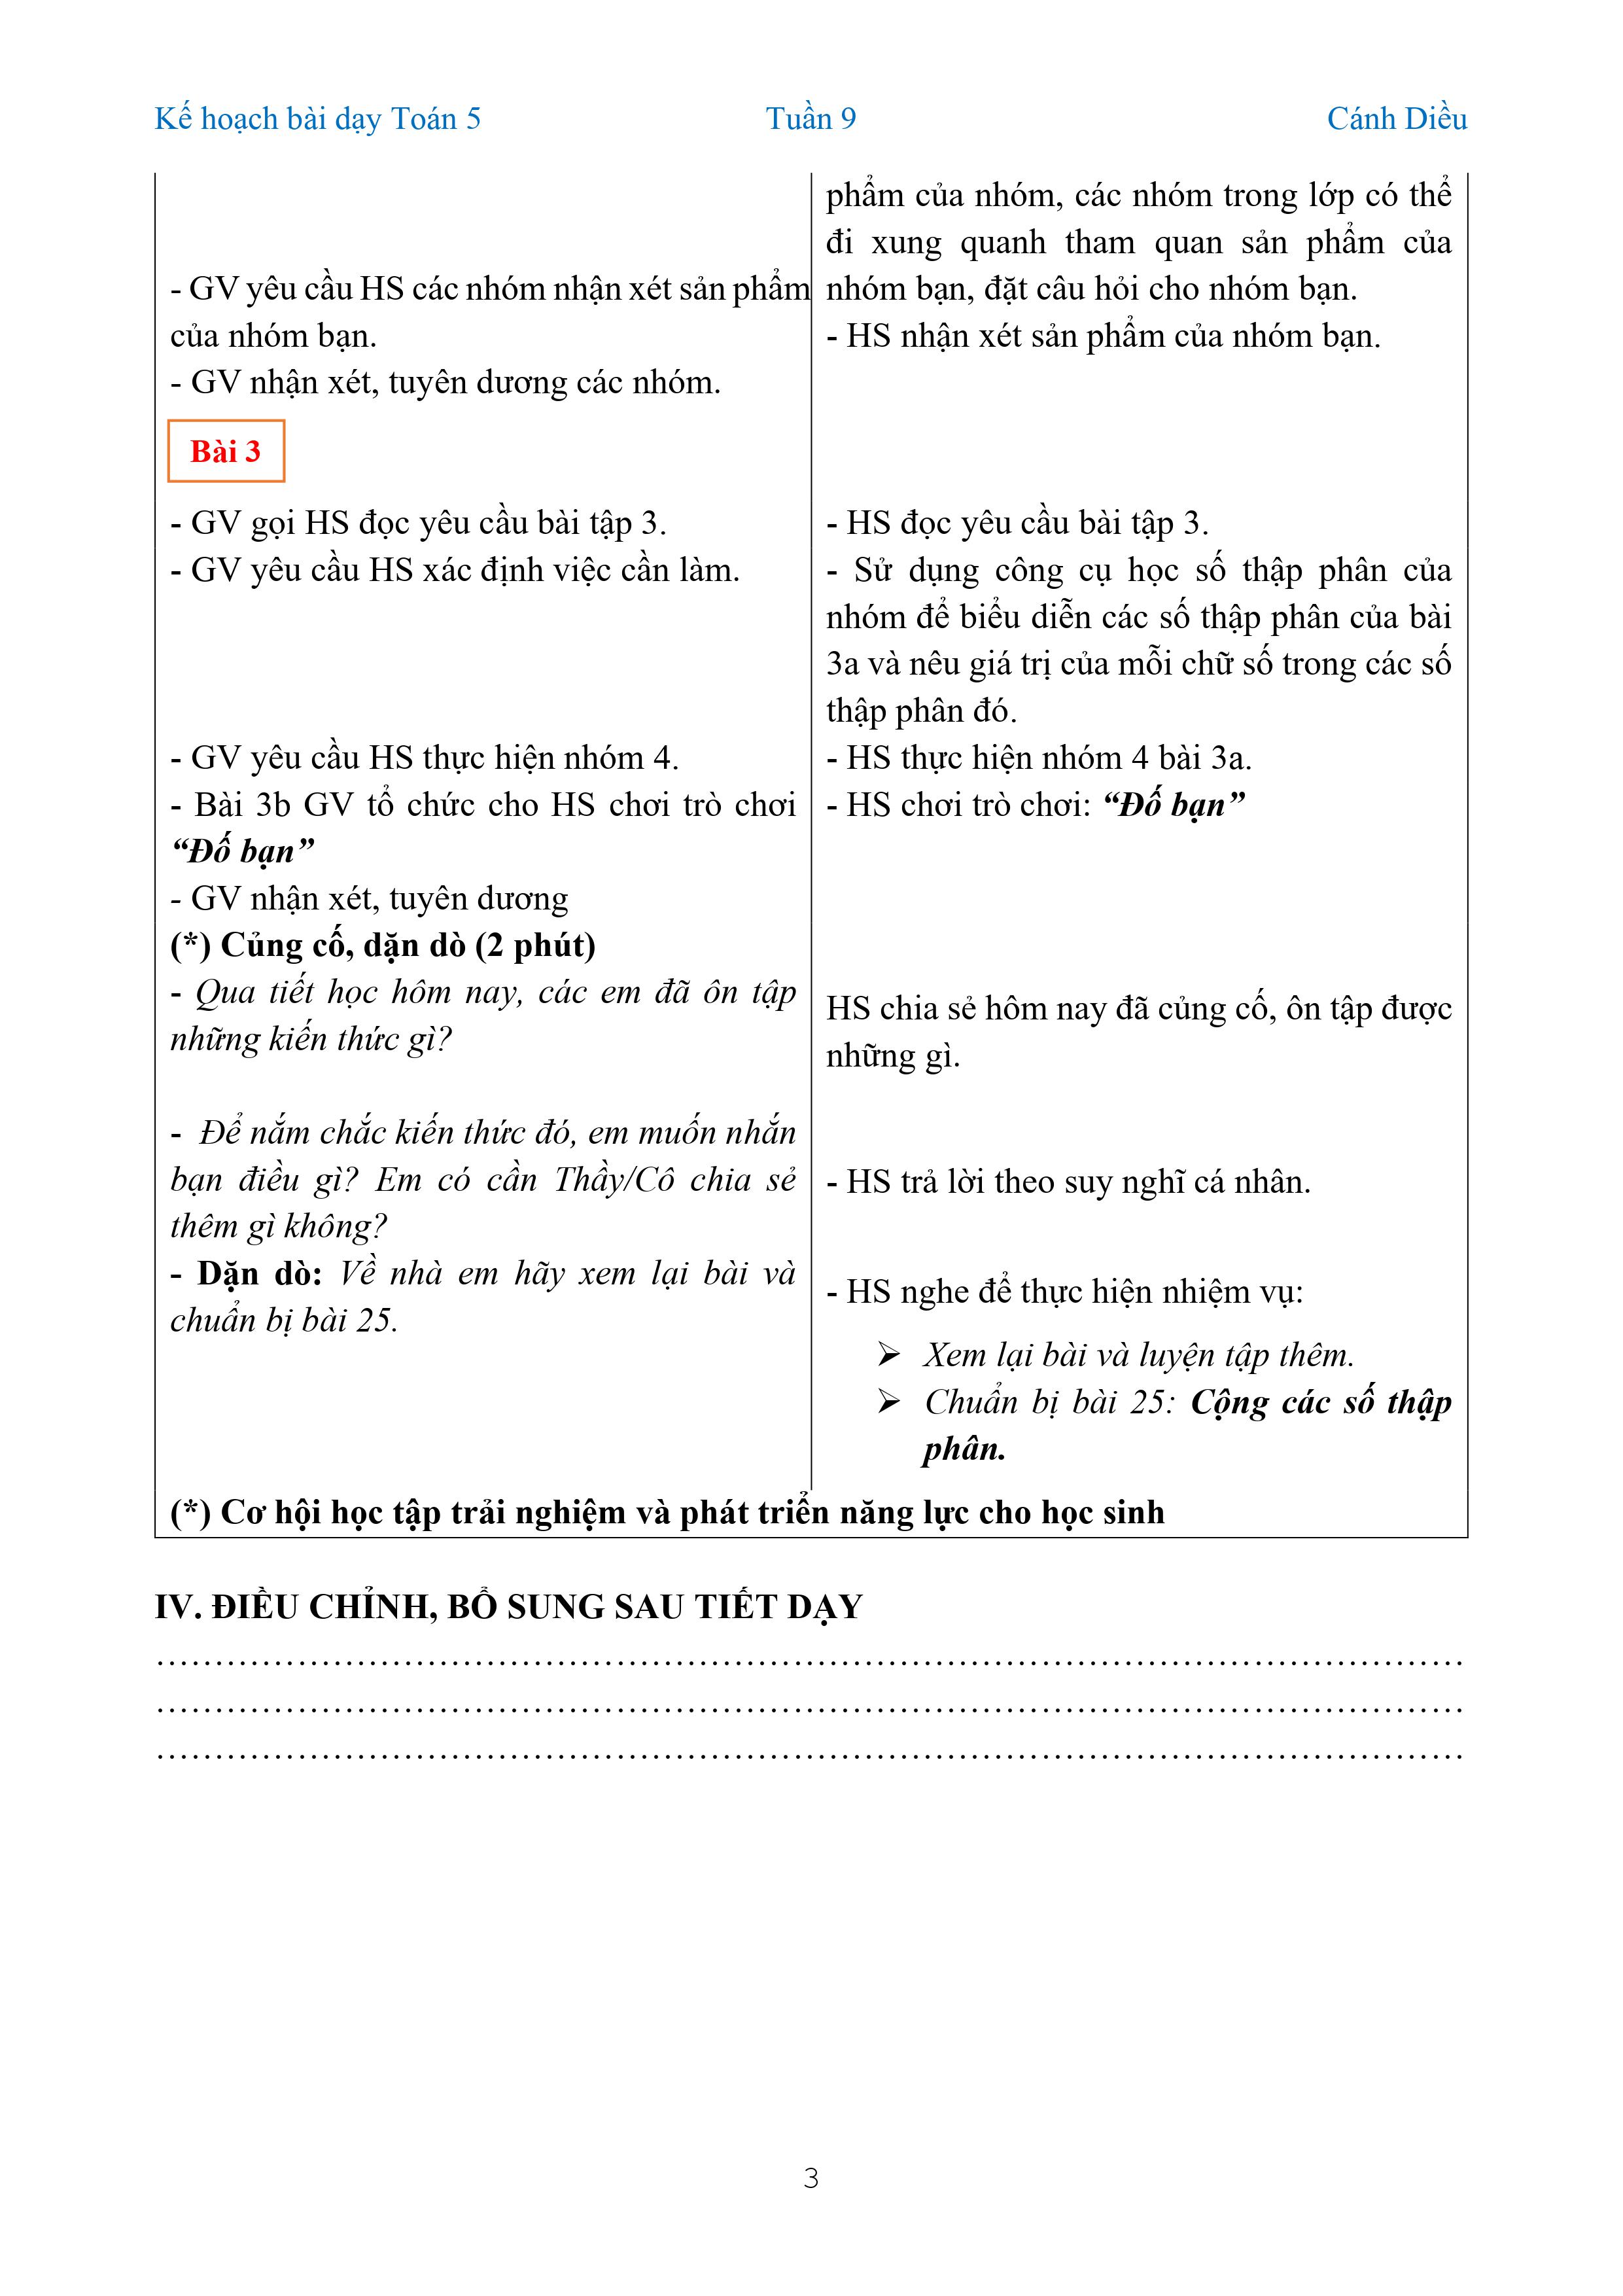 Kế hoạch bài dạy Toán 5 Tuần 9 Cánh Diều
- GV yêu cầu HS các nhóm nhận xét sản phẩm
của nhóm bạn.
- GV nhận xét, tuyên dương các nhóm.
Bài 3
- GV gọi HS đọc yêu cầu bài tập 3.
- GV yêu cầu HS xác định việc cần làm.
- GV yêu cầu HS thực hiện nhóm 4.
- Bài 3b GV tổ chức cho HS chơi trò chơi
“Đố bạn”
- GV nhận xét, tuyên dương
(*) Củng cố, dặn dò (2 phút)
- Qua tiết học hôm nay, các em đã ôn tập
những kiến thức gì?
- Để nắm chắc kiến thức đó, em muốn nhắn
bạn điều gì? Em có cần Thầy/Cô chia sẻ
thêm gì không?
- Dặn dò: Về nhà em hãy xem lại bài và
chuẩn bị bài 25.
phẩm của nhóm, các nhóm trong lớp có thể
đi xung quanh tham quan sản phẩm của
nhóm bạn, đặt câu hỏi cho nhóm bạn.
- HS nhận xét sản phẩm của nhóm bạn.
- HS đọc yêu cầu bài tập 3.
- Sử dụng công cụ học số thập phân của
nhóm để biểu diễn các số thập phân của bài
3a và nêu giá trị của mỗi chữ số trong các số
thập phân đó.
- HS thực hiện nhóm 4 bài 3a.
- HS chơi trò chơi: “Đố bạn”
HS chia sẻ hôm nay đã củng cố, ôn tập được
những gì.
- HS trả lời theo suy nghĩ cá nhân.
- HS nghe để thực hiện nhiệm vụ:
➢ Xem lại bài và luyện tập thêm.
➢ Chuẩn bị bài 25: Cộng các số thập
phân.
(*) Cơ hội học tập trải nghiệm và phát triển năng lực cho học sinh
IV. ĐIỀU CHỈNH, BỔ SUNG SAU TIẾT DẠY
……………………………………………………………………………………………
……………………………………………………………………………………………
……………………………………………………………………………………………
3